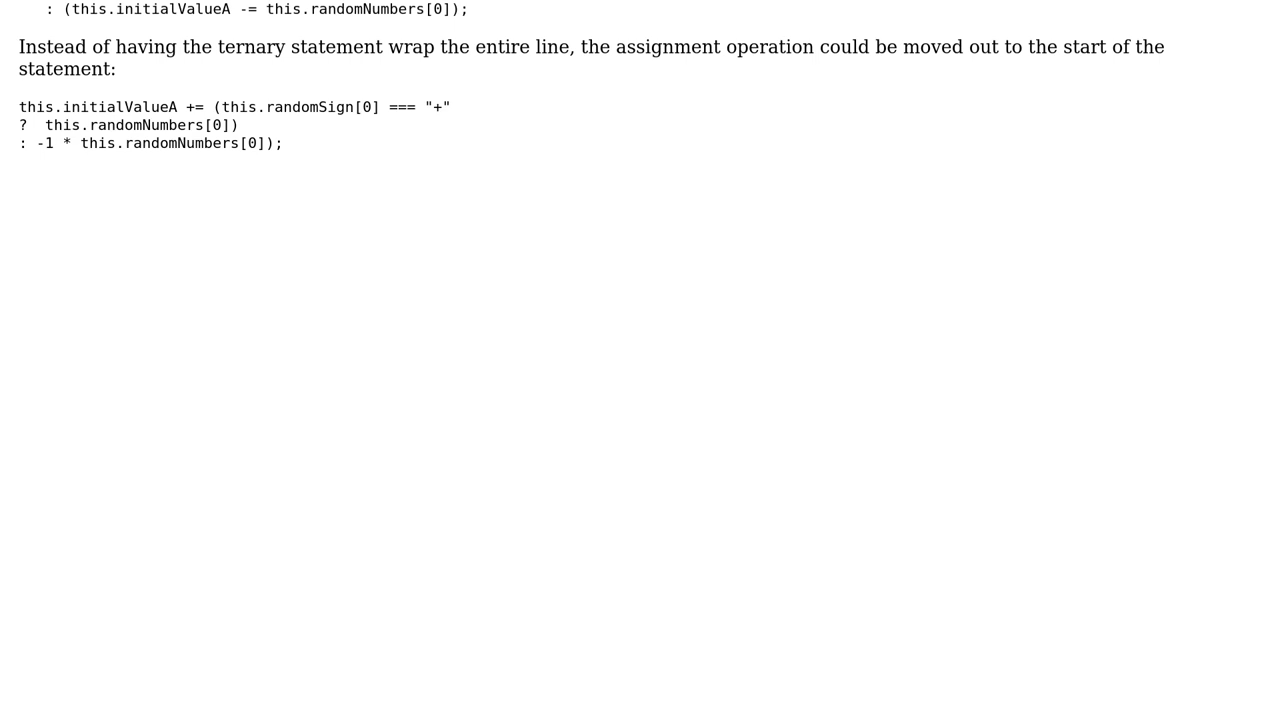 : (this.initialValueA -= this.randomNumbers[0]);
Instead of having the ternary statement wrap the entire line, the assignment operation could be moved out to the start of the
statement:
this.initialValueA += (this.randomSign[0] === "+"
?  this.randomNumbers[0])
: -1 * this.randomNumbers[0]);